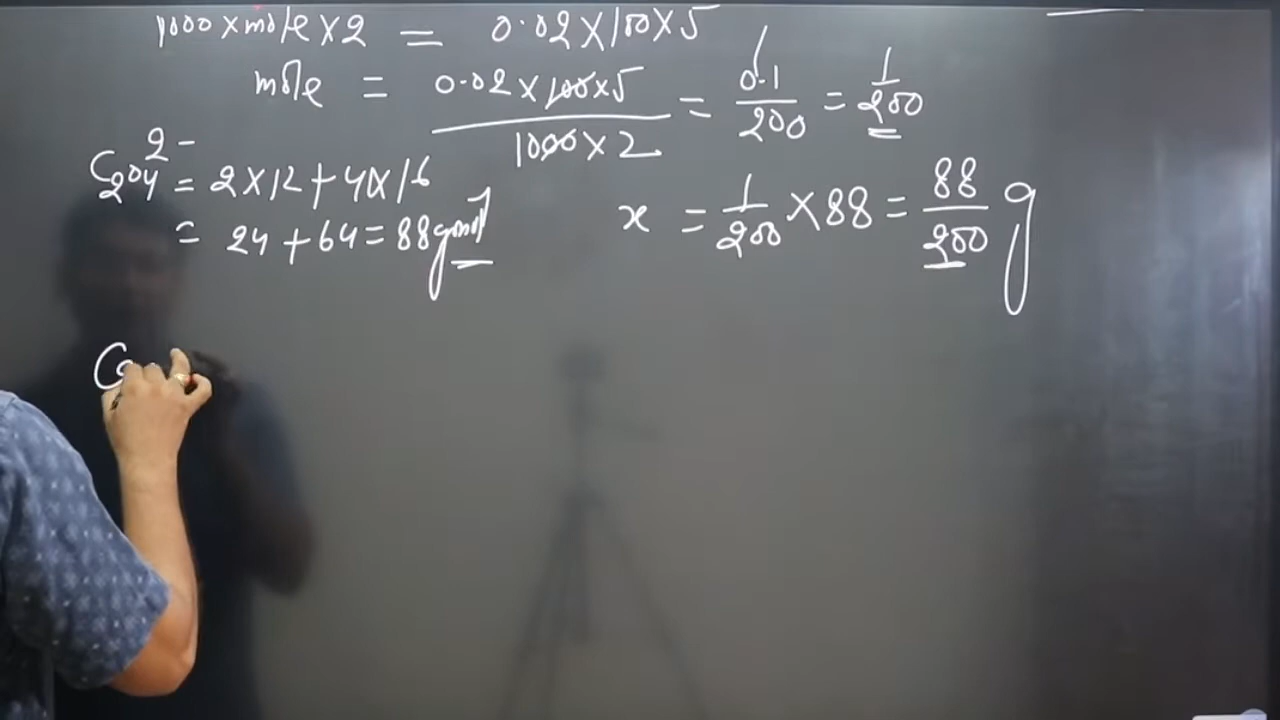 1000 x mole x 2 = 0.02 x 100 x 5
mole = 0.02 x 100 x 5 / 1000 x 2 = 0.1 / 200 = 1 / 200
C2O4 2- = 2 x 12 + 4 x 16
= 24 + 64 = 88 gmol
x = 1 / 200 x 88 = 88 / 200 g
C